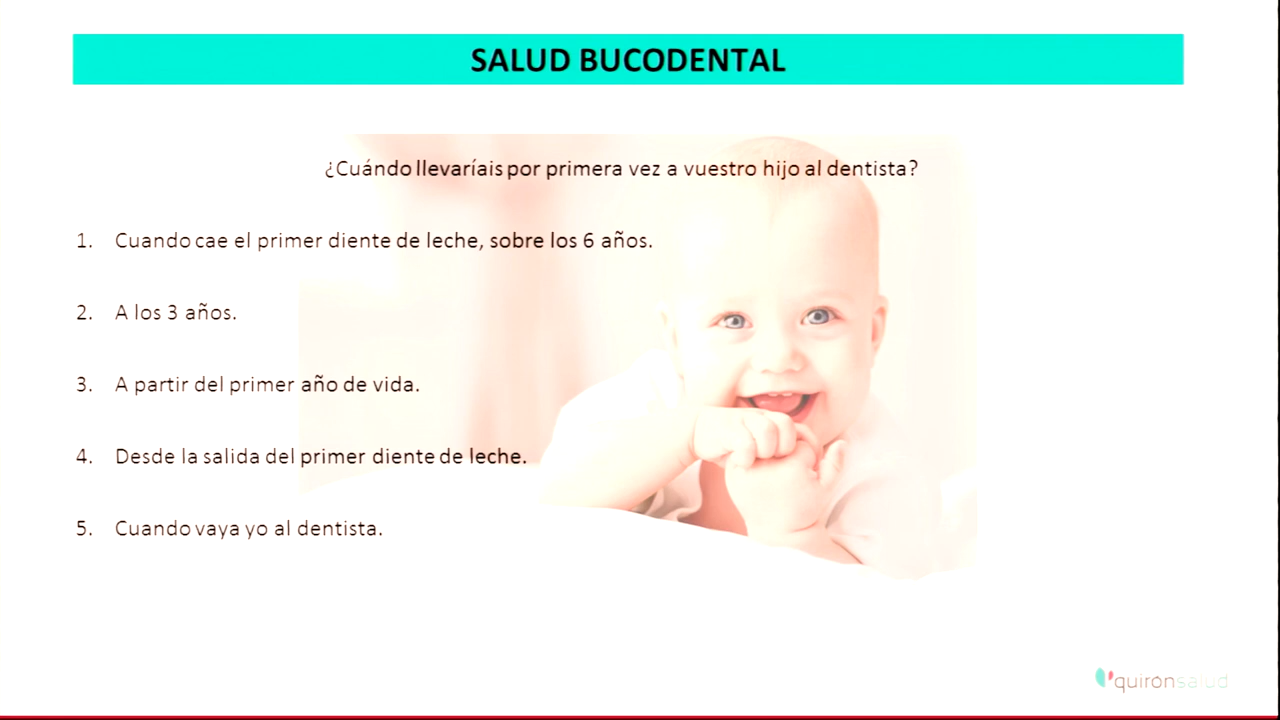 SALUD BUCODENTAL
¿Cuándo llevaríais por primera vez a vuestro hijo al dentista?
1. Cuando cae el primer diente de leche, sobre los 6 años.
2. A los 3 años.
3. A partir del primer año de vida.
4. Desde la salida del primer diente de leche.
5. Cuando vaya yo al dentista.
quironsalud